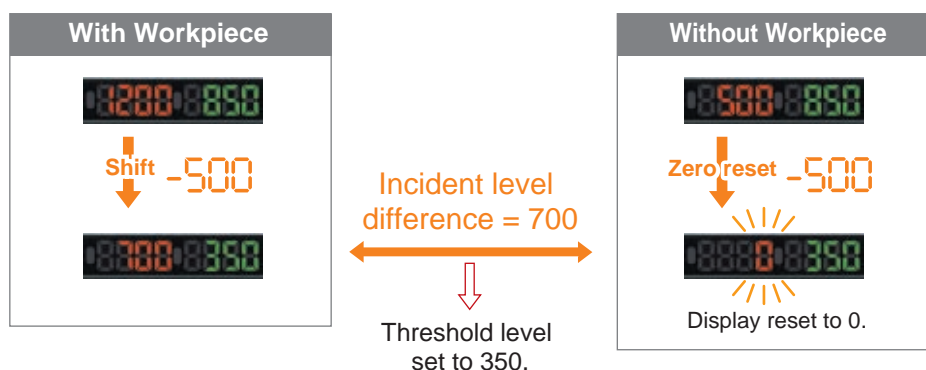 With Workpiece
1200 850
Shift -500
700 350
Incident level
difference = 700
Threshold level
set to 350.
Without Workpiece
500 850
Zero reset -500
0 350
Display reset to 0.